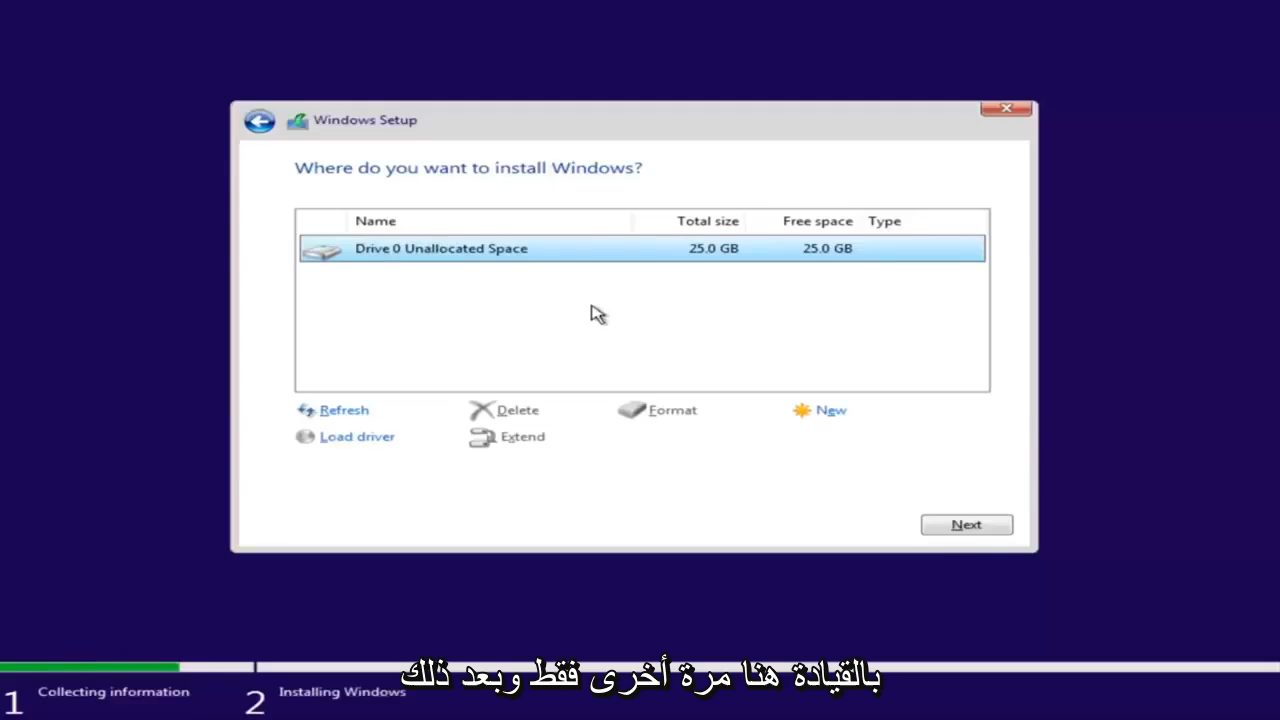 Windows Setup
Where do you want to install Windows?
Name Total size Free space Type
Drive 0 Unallocated Space 25.0 GB 25.0 GB
Refresh Delete Format New
Load driver Extend
Next
بالقيادة هنا مرة أخرى فقط وبعد ذلك
1 Collecting information 2 Installing Windows